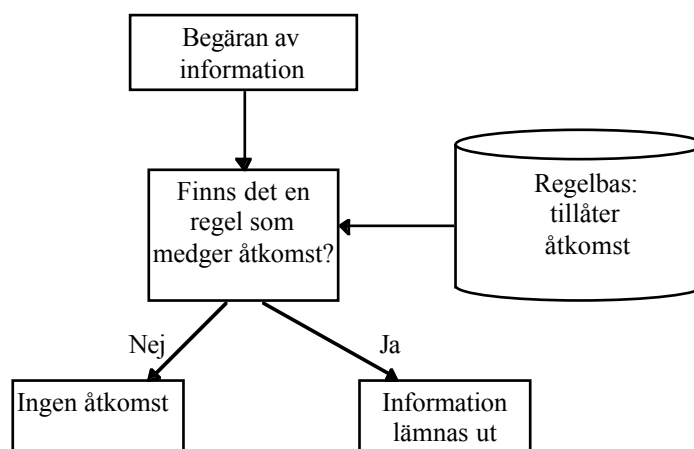 Begäran av
information
Finns det en
regel som
medger åtkomst?
Regelbas:
tillåter
åtkomst
Nej
Ja
Ingen åtkomst
Information
lämnas ut